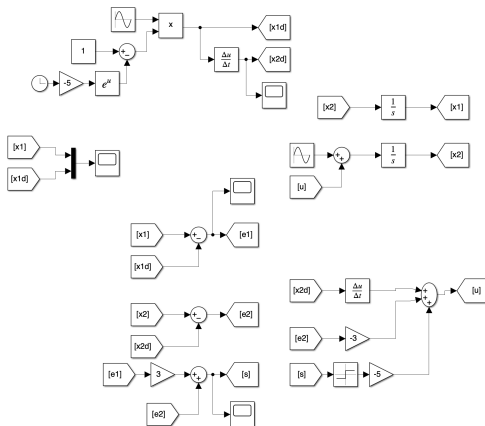 x
[x1d]
1
+
−
Δu
Δt
[x2d]
-5
e^u
[x2]
1
s
[x1]
[x1]
[x1d]
+
+
1
s
[x2]
[u]
[x1]
+
−
[e1]
[x1d]
[x2d]
Δu
Δt
+
+
+
[u]
[x2]
+
−
[e2]
[x2d]
[e2]
-3
[e1]
3
+
+
[s]
[s]
-5
[e2]